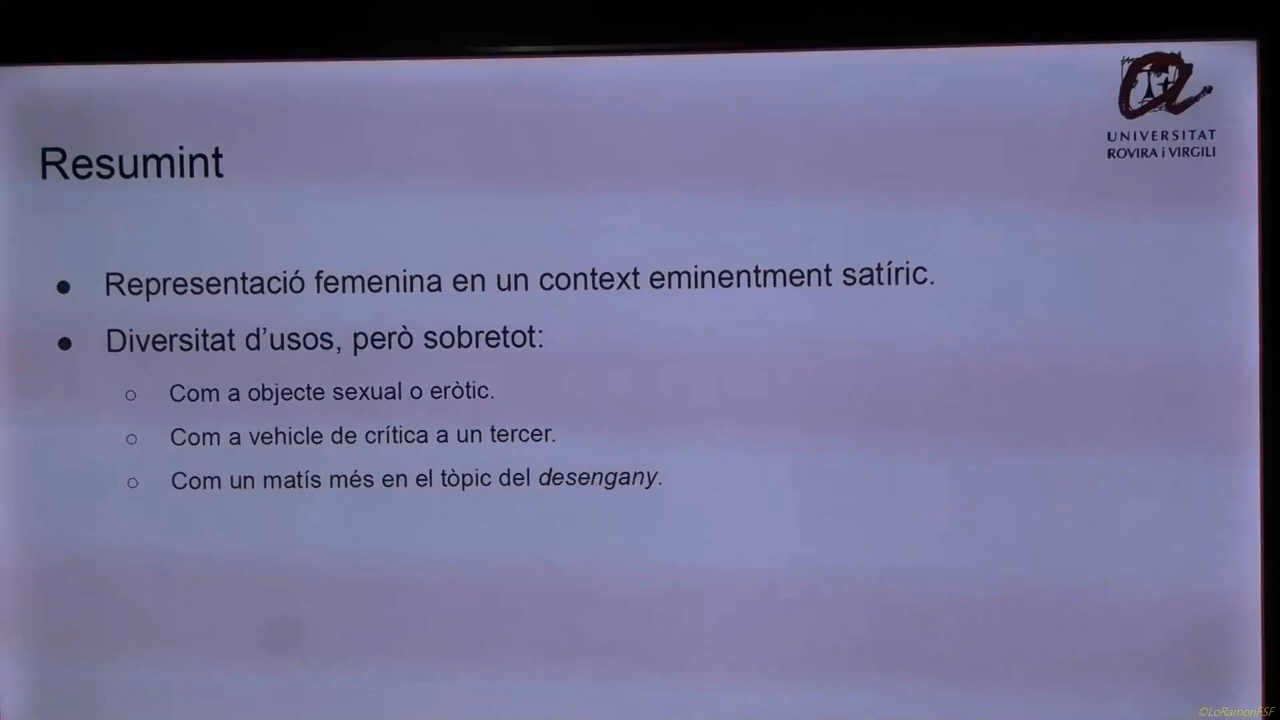 UNIVERSITAT
ROVIRA i VIRGILI
Resumint
● Representació femenina en un context eminentment satíric.
● Diversitat d’usos, però sobretot:
○ Com a objecte sexual o eròtic.
○ Com a vehicle de crítica a un tercer.
○ Com un matís més en el tòpic del desengany.
©LoRamonFSF